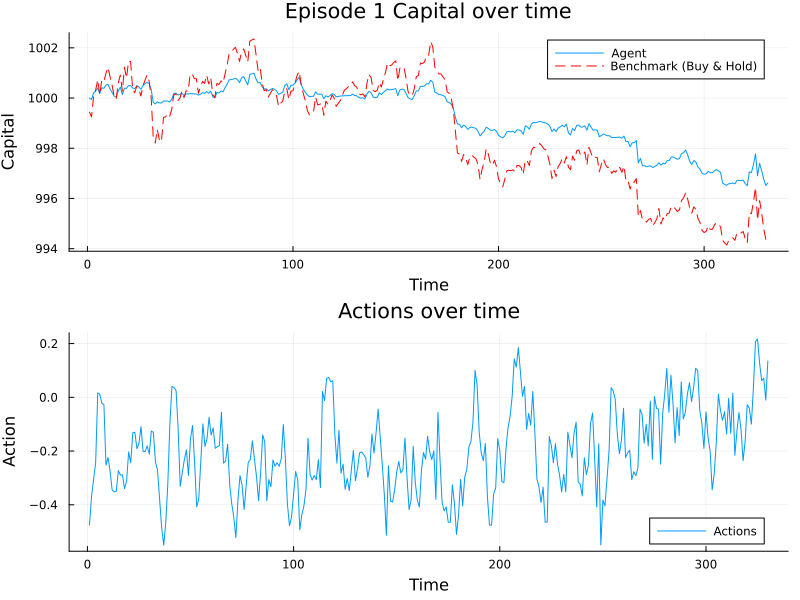 Episode 1 Capital over time
Capital
1002
1000
998
996
994
Agent
Benchmark (Buy & Hold)
0 100 200 300
Time
Actions over time
Action
0.2
0.0
−0.2
−0.4
Actions
0 100 200 300
Time